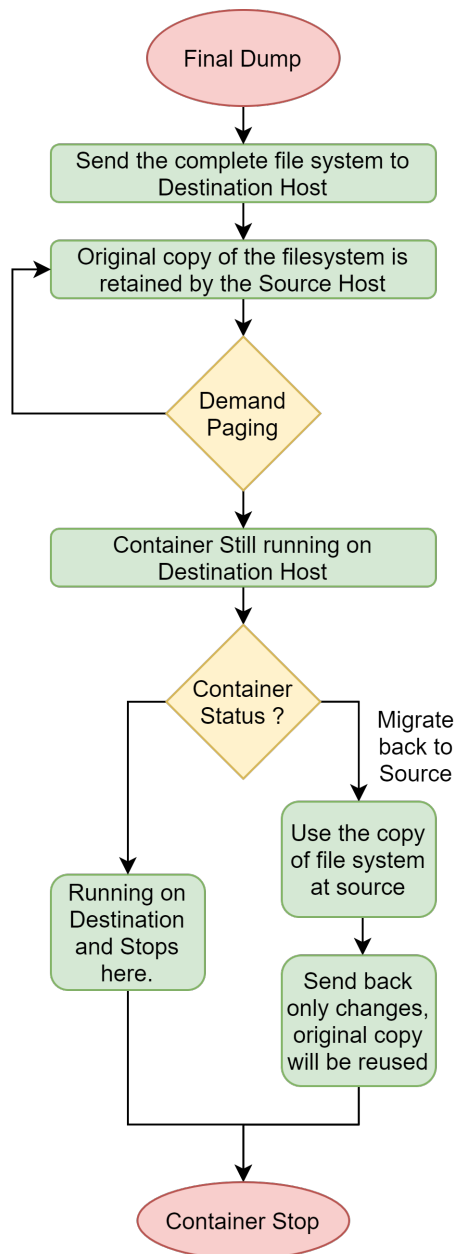 Final Dump
Send the complete file system to
Destination Host
Original copy of the filesystem is
retained by the Source Host
Demand
Paging
Container Still running on
Destination Host
Container
Status ?
Migrate
back to
Source
Use the copy
of file system
at source
Running on
Destination
and Stops
here.
Send back
only changes,
original copy
will be reused
Container Stop